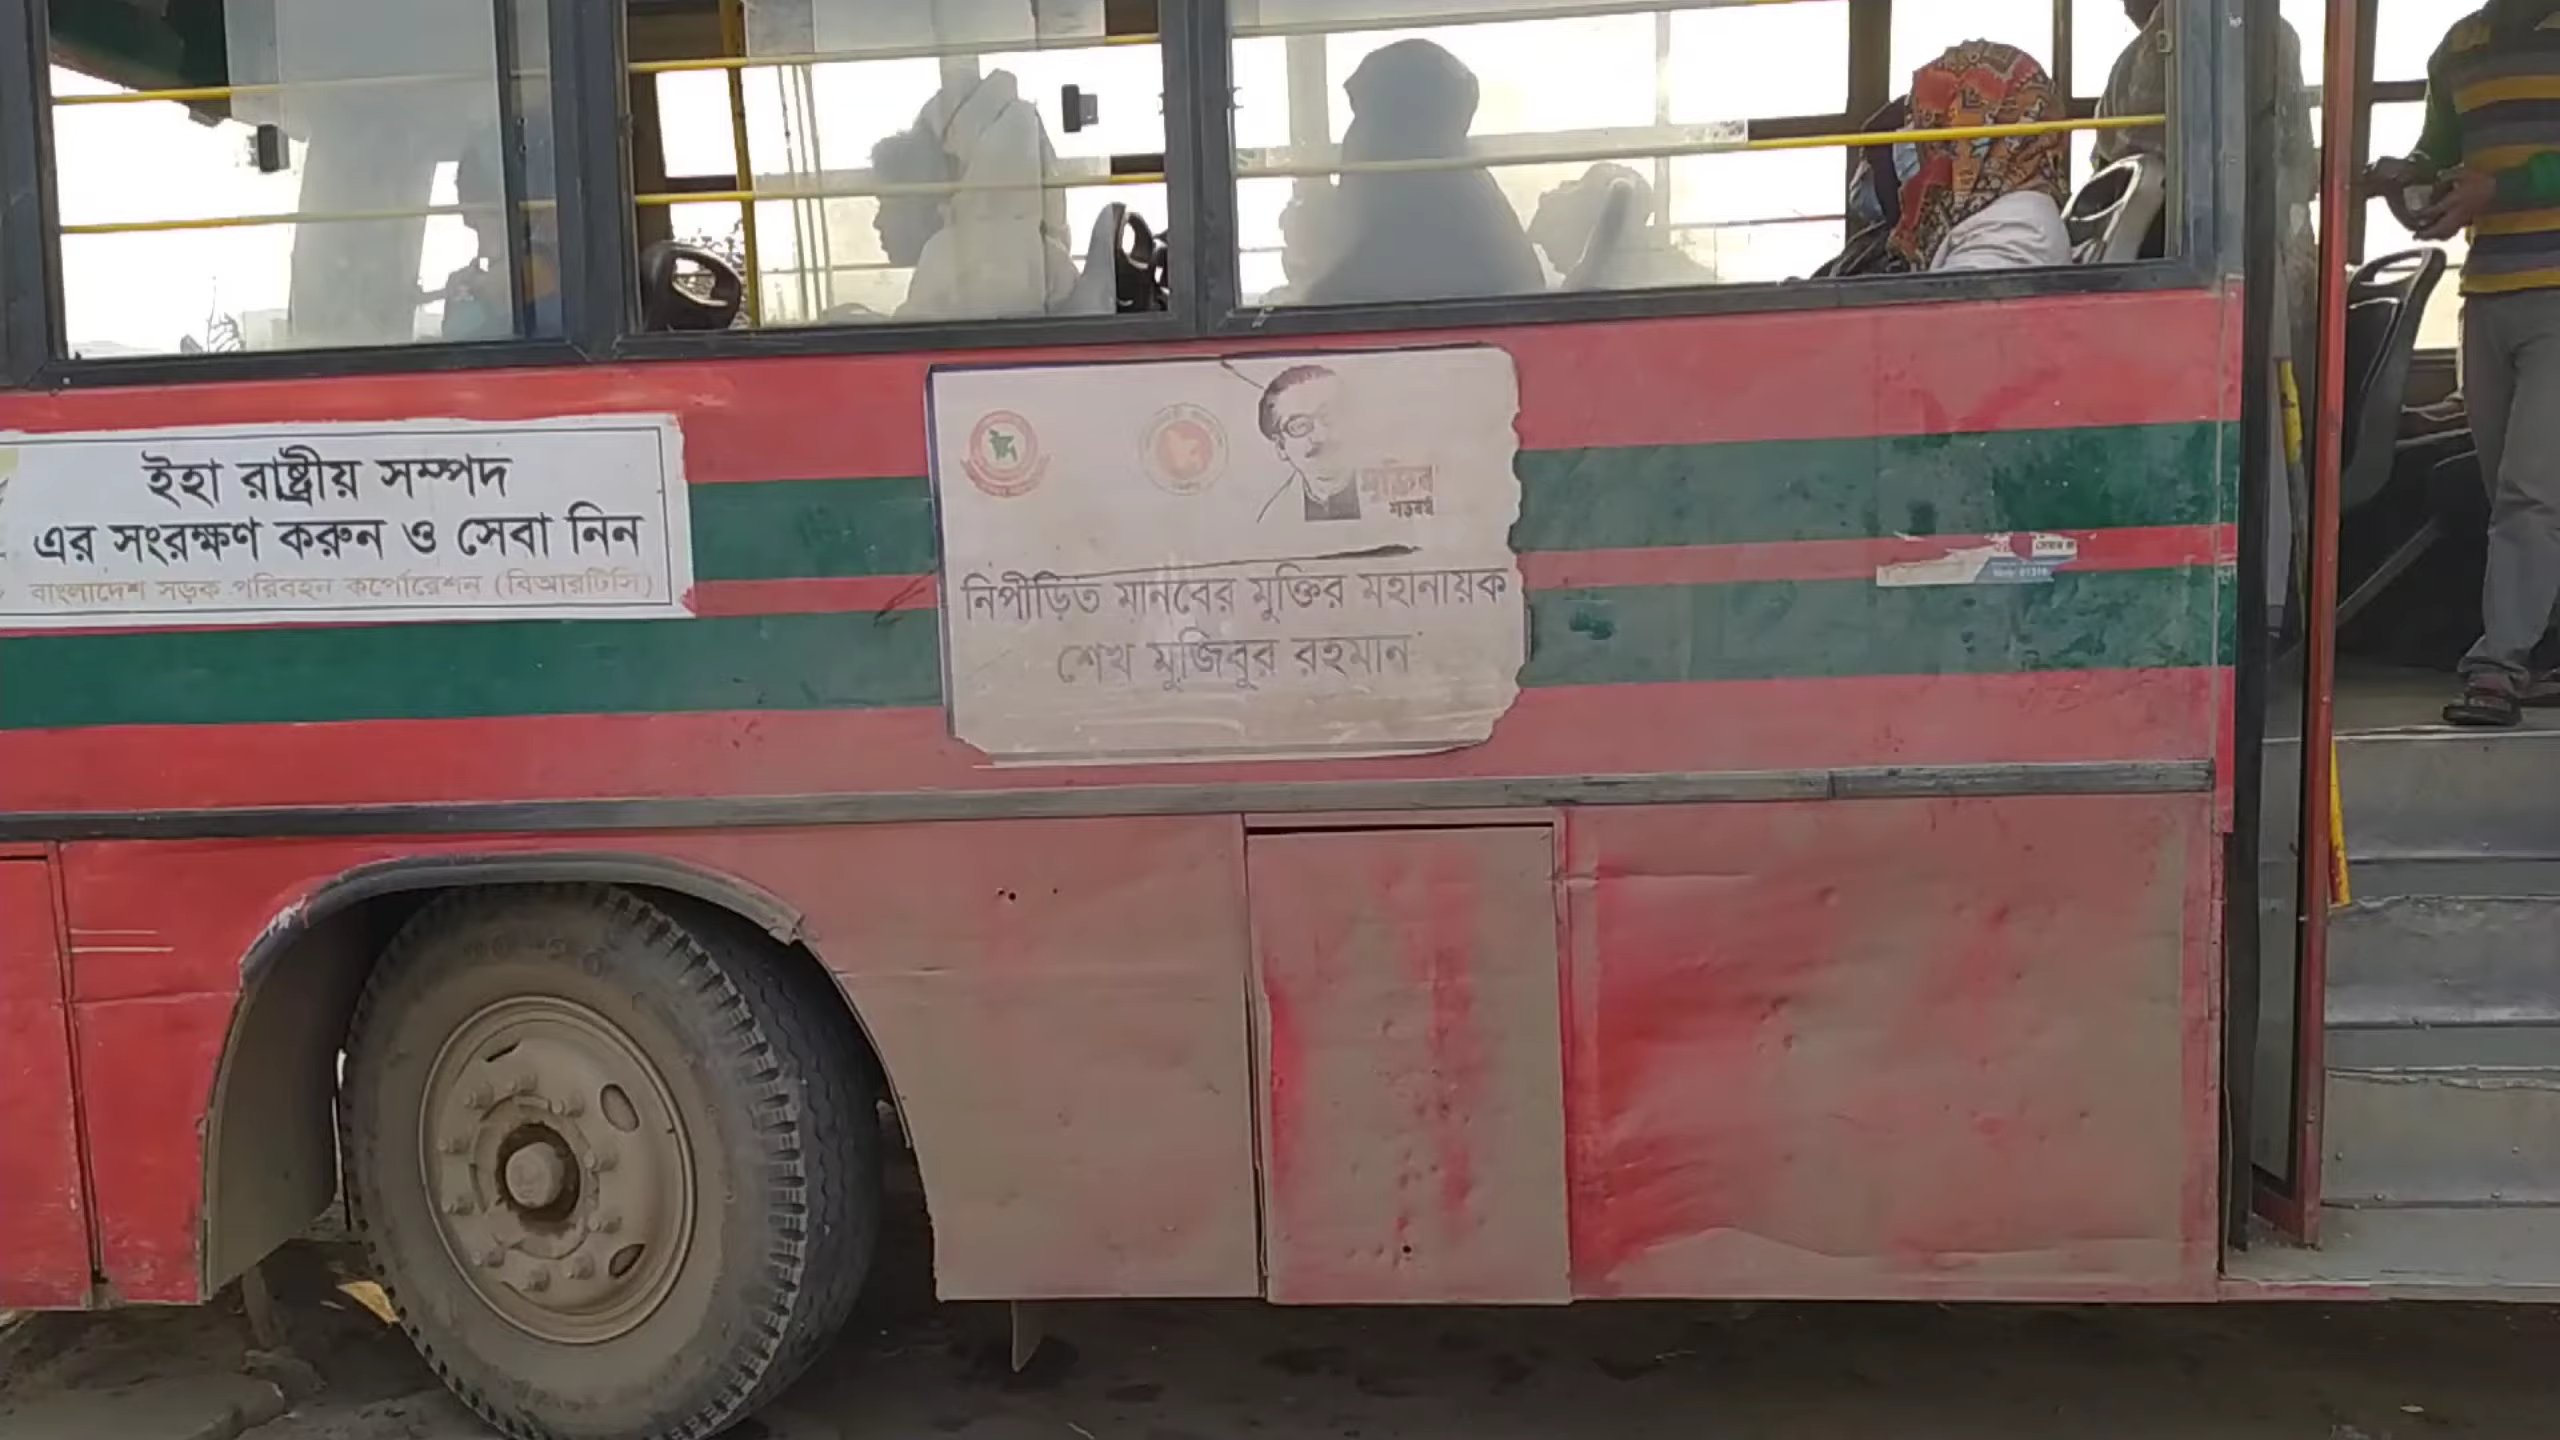 ইহা রাষ্ট্রীয় সম্পদ
এর সংরক্ষণ করুন ও সেবা নিন
বাংলাদেশ সড়ক পরিবহন কর্পোরেশন (বিআরটিসি)
মুজিব
শতবর্ষ
নিপীড়িত মানবের মুক্তির মহানায়ক
শেখ মুজিবুর রহমান